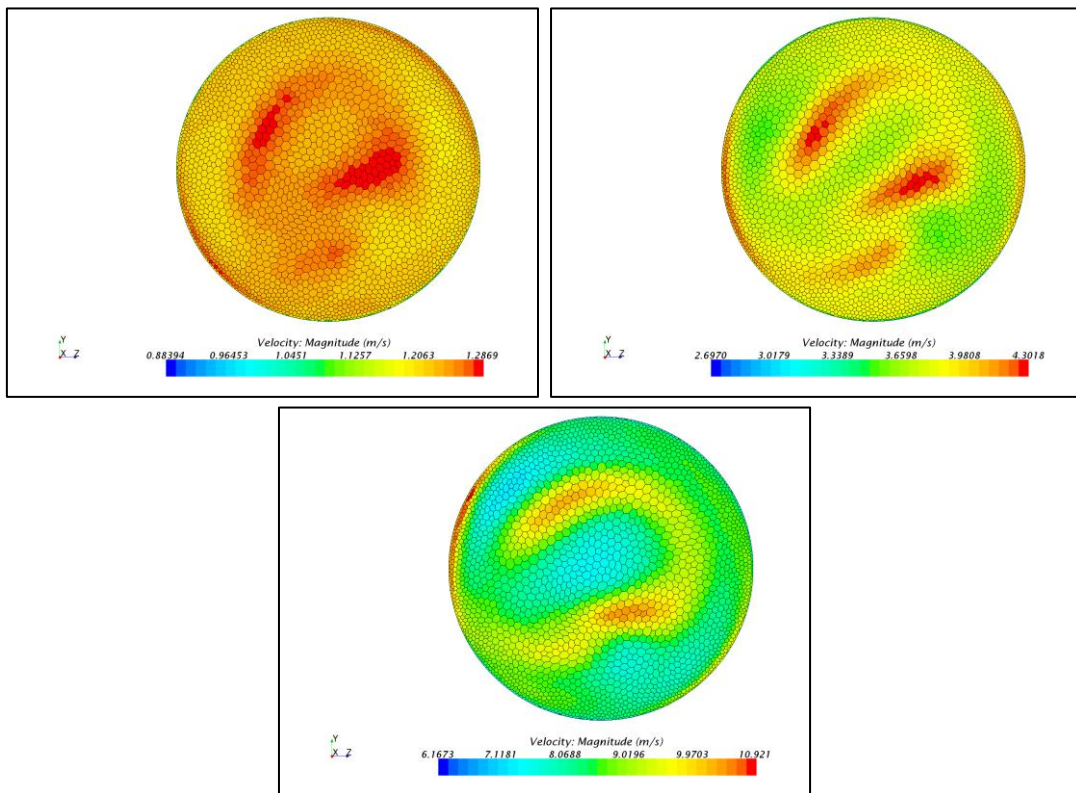 Y
X Z
Velocity: Magnitude (m/s)
0.88394 0.96453 1.0451 1.1257 1.2063 1.2869
Y
X Z
Velocity: Magnitude (m/s)
2.6970 3.0179 3.3389 3.6598 3.9808 4.3018
Y
X Z
Velocity: Magnitude (m/s)
6.1673 7.1181 8.0688 9.0196 9.9703 10.921